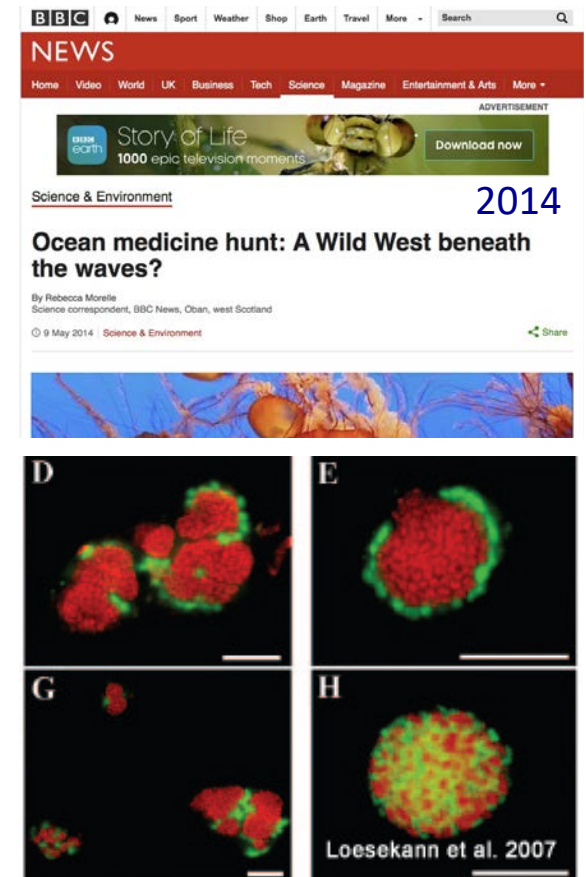 BBC News Sport Weather Shop Earth Travel More Search
NEWS
Home Video World UK Business Tech Science Magazine Entertainment & Arts More
ADVERTISEMENT
BBC earth Story of Life Download now
1000 epic television moments
Science & Environment 2014
Ocean medicine hunt: A Wild West beneath
the waves?
By Rebecca Morelle
Science correspondent, BBC News, Oban, west Scotland
9 May 2014 Science & Environment Share
D E
G H
Loesekann et al. 2007